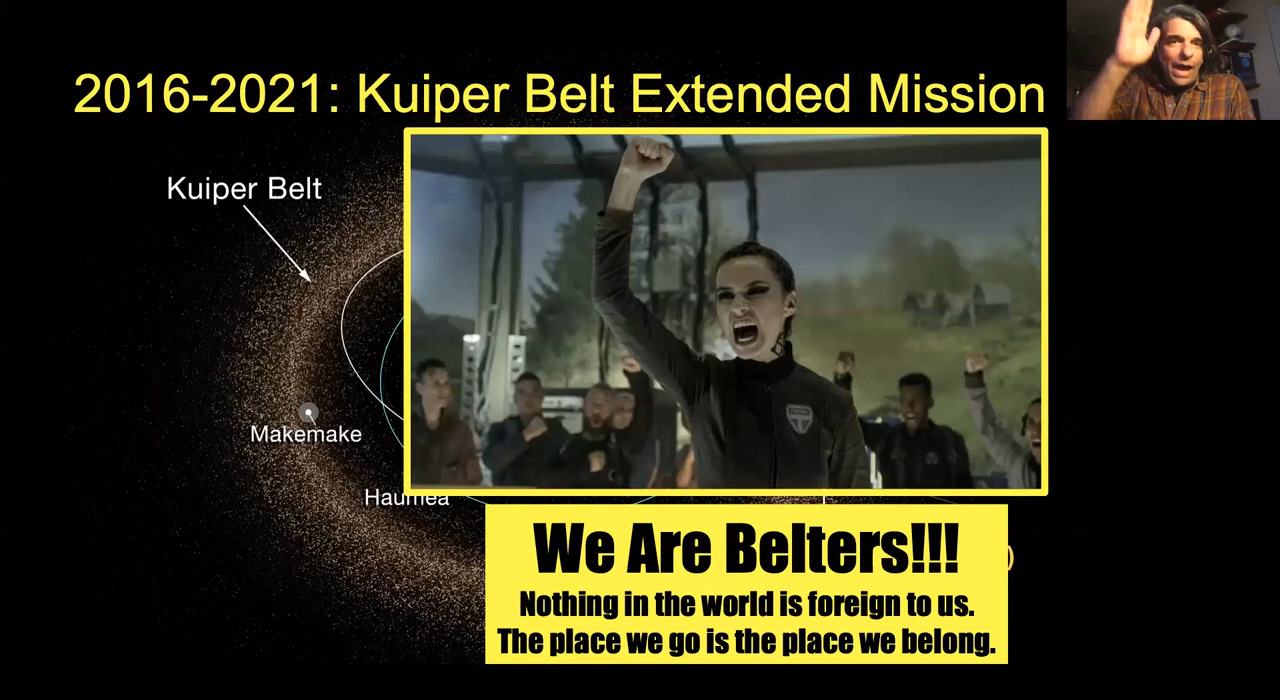 2016-2021: Kuiper Belt Extended Mission
Kuiper Belt
Makemake
Haumea
We Are Belters!!!
Nothing in the world is foreign to us.
The place we go is the place we belong.